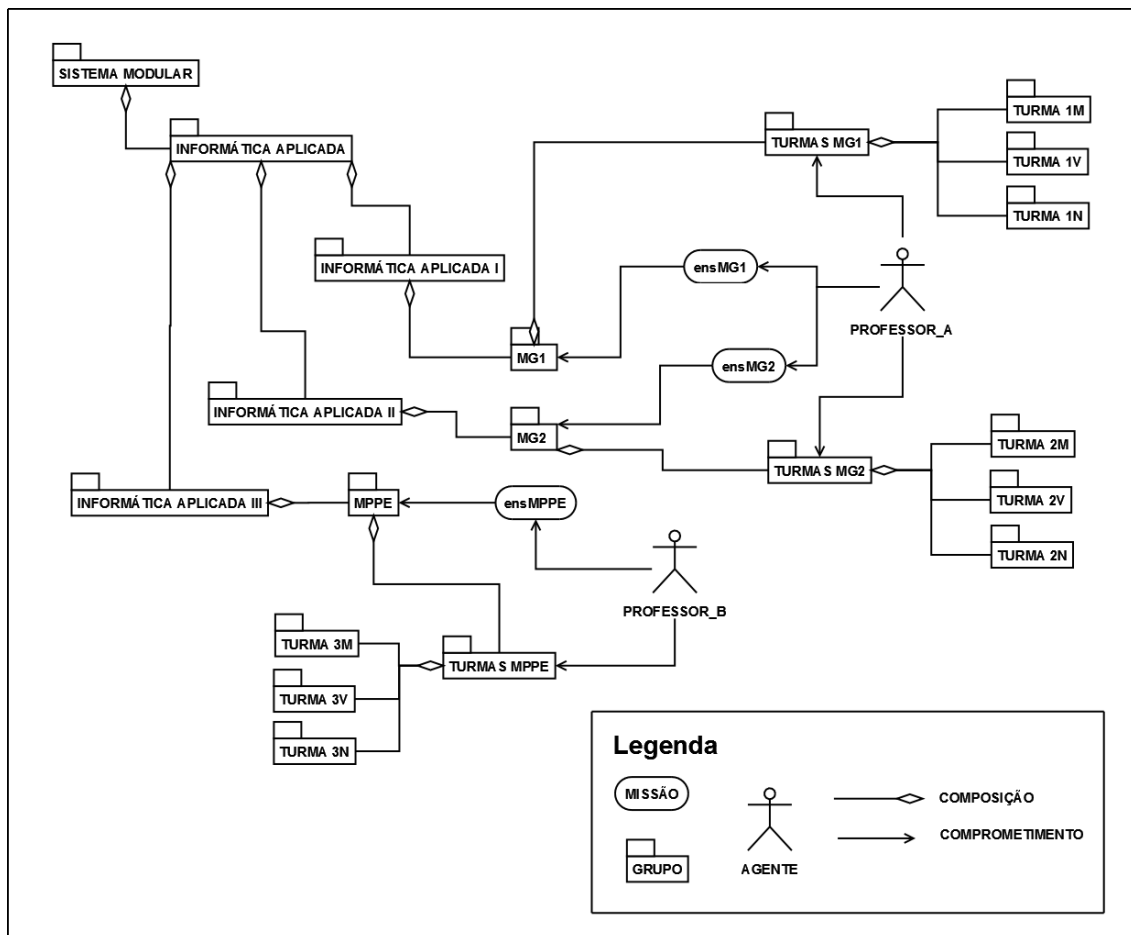 SISTEMA MODULAR
INFORMÁTICA APLICADA
TURMAS MG1
TURMA 1M
TURMA 1V
TURMA 1N
INFORMÁTICA APLICADA I
ensMG1
PROFESSOR_A
MG1
ensMG2
INFORMÁTICA APLICADA II
MG2
TURMAS MG2
TURMA 2M
TURMA 2V
TURMA 2N
INFORMÁTICA APLICADA III
MPPE
ensMPPE
PROFESSOR_B
TURMA 3M
TURMA 3V
TURMA 3N
TURMAS MPPE
Legenda
MISSÃO
GRUPO
AGENTE
COMPOSIÇÃO
COMPROMETIMENTO